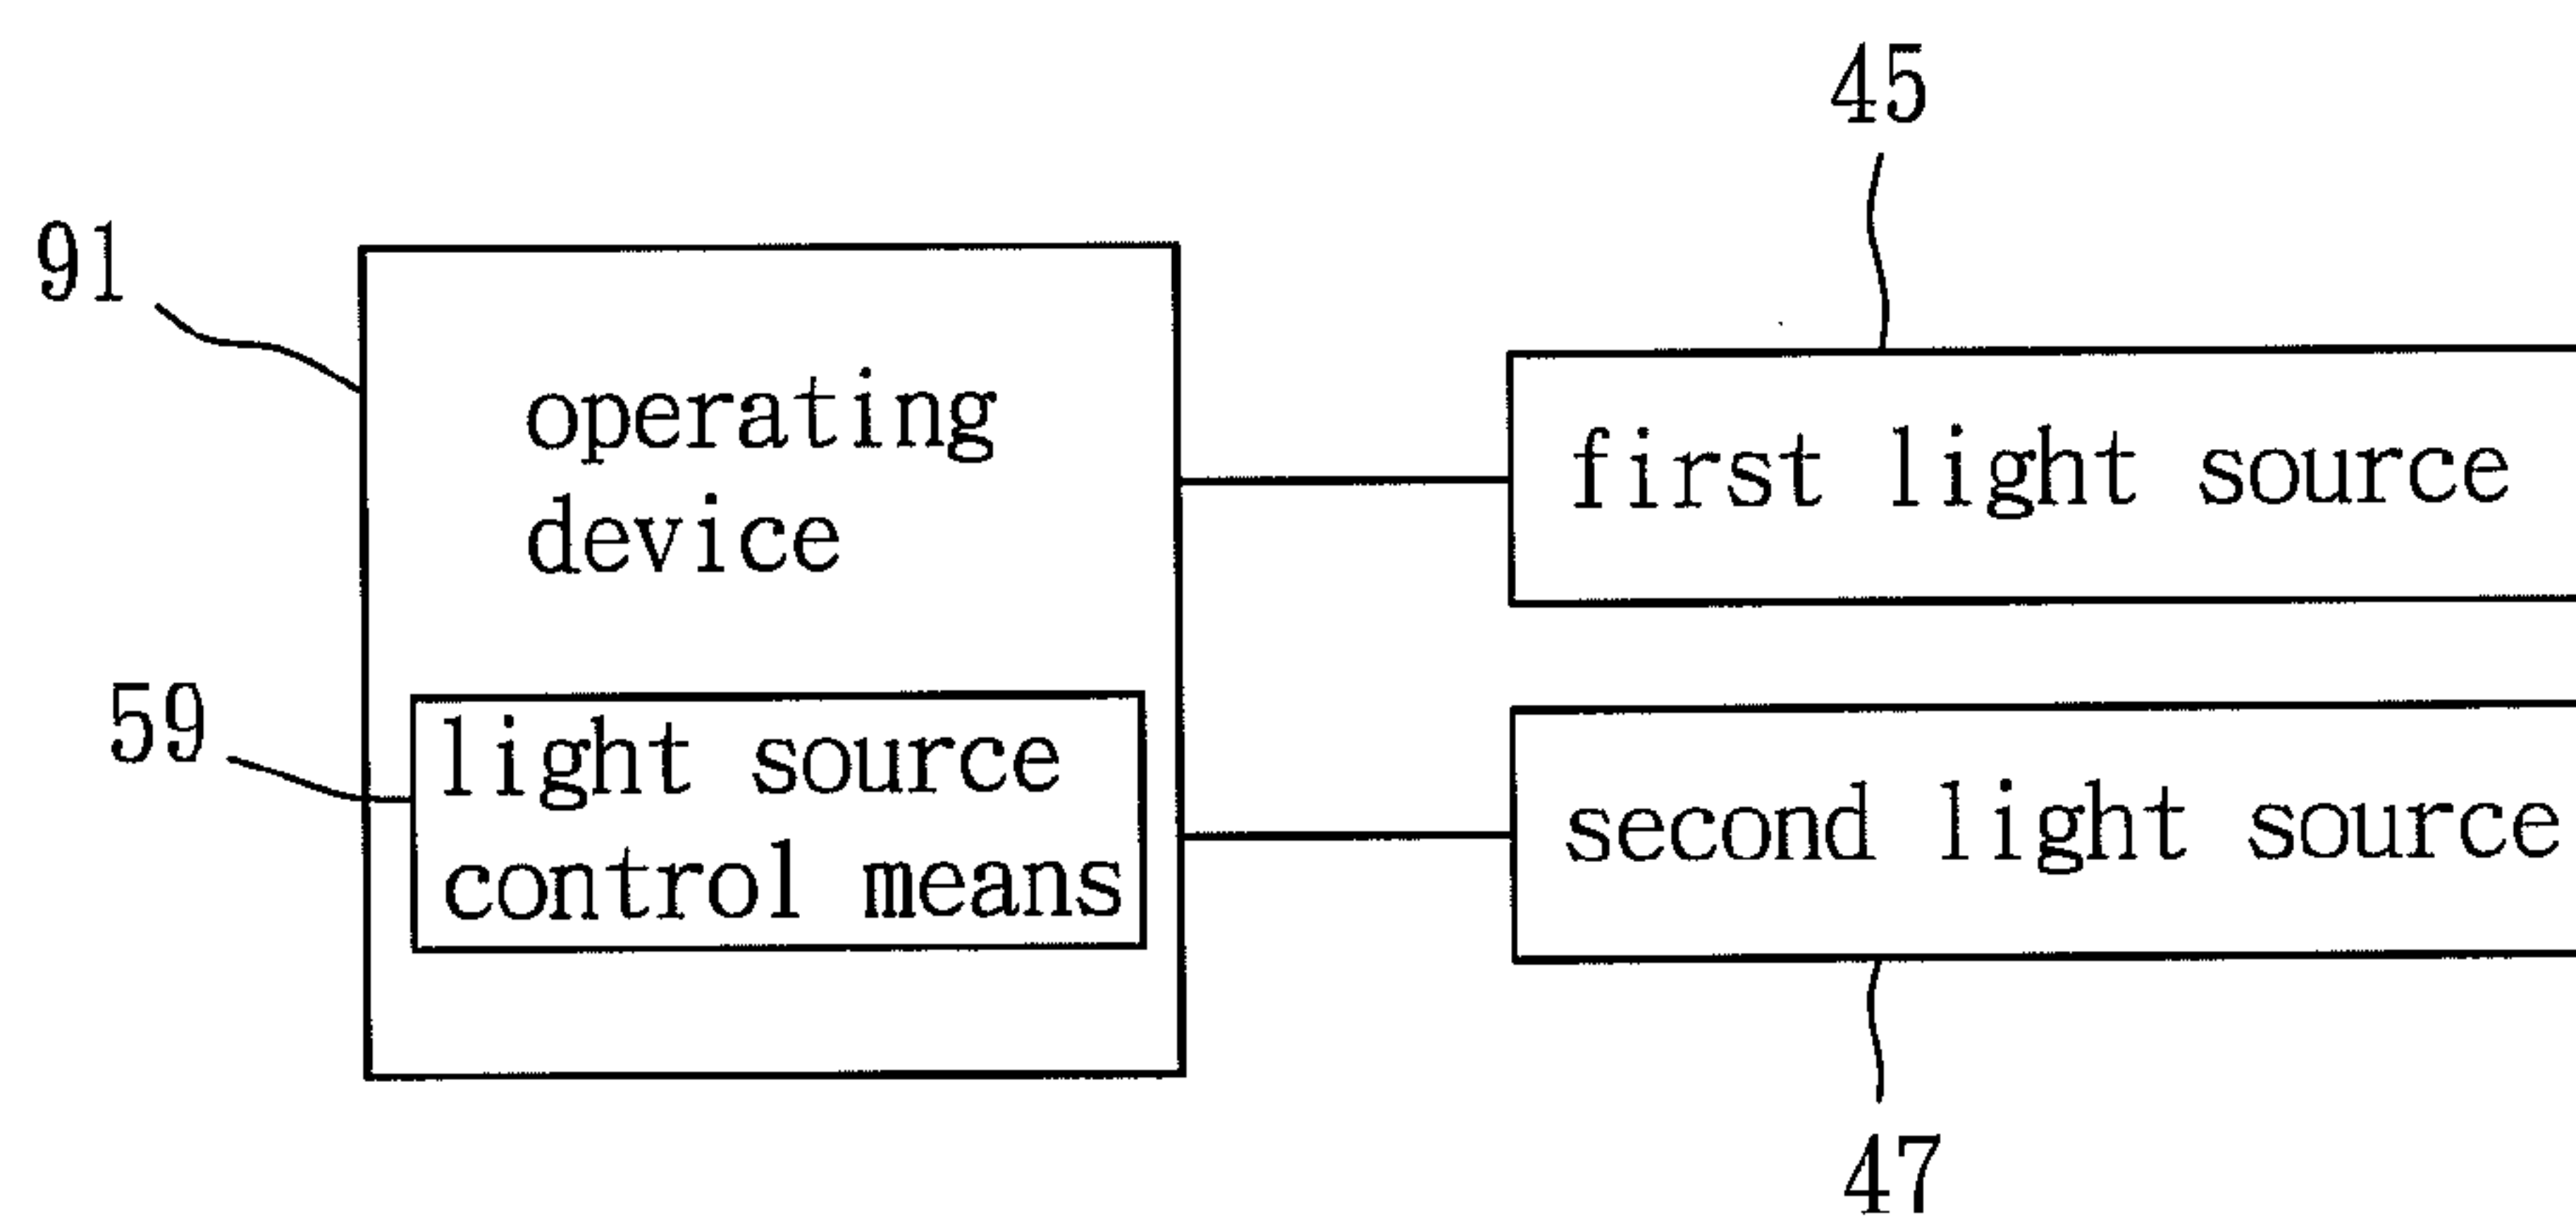 45
91
operating
device
first light source
59
light source
control means
second light source
47